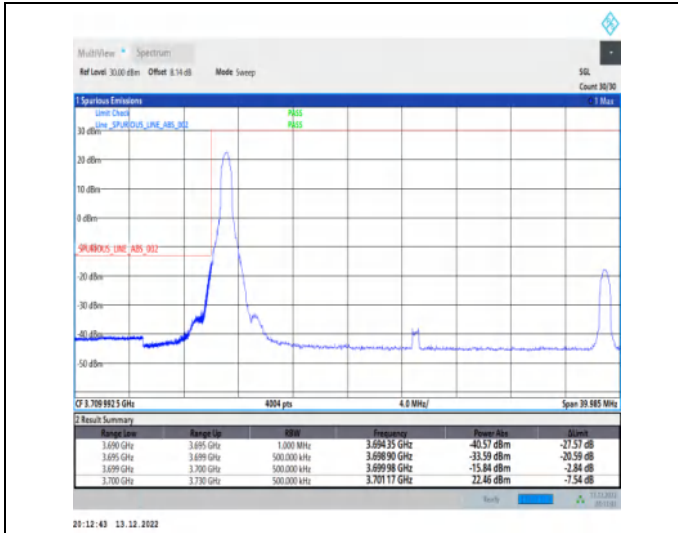 MultiView Spectrum
Ref Level 30.00 dBm Offset 8.14 dB Mode Sweep SGL
Count 30/30
1 Spurious Emissions 1 Max
Limit Check PASS
Line _SPURIOUS_LINE_ABS_002 PASS
30 dBm
20 dBm
10 dBm
0 dBm
_SPURIOUS_LINE_ABS_002
-20 dBm
-30 dBm
-40 dBm
-50 dBm
CF 3.709 992 5 GHz 4004 pts 4.0 MHz/ Span 39.985 MHz
2 Result Summary
Range Low Range Up RBW Frequency Power Abs ΔLimit
3.690 GHz 3.695 GHz 1.000 MHz 3.694 35 GHz -40.57 dBm -27.57 dB
3.695 GHz 3.699 GHz 500.000 kHz 3.698 90 GHz -33.59 dBm -20.59 dB
3.699 GHz 3.700 GHz 500.000 kHz 3.699 98 GHz -15.84 dBm -2.84 dB
3.700 GHz 3.730 GHz 500.000 kHz 3.701 17 GHz 22.46 dBm -7.54 dB
Ready 13.12.2022
20:12:43 13.12.2022